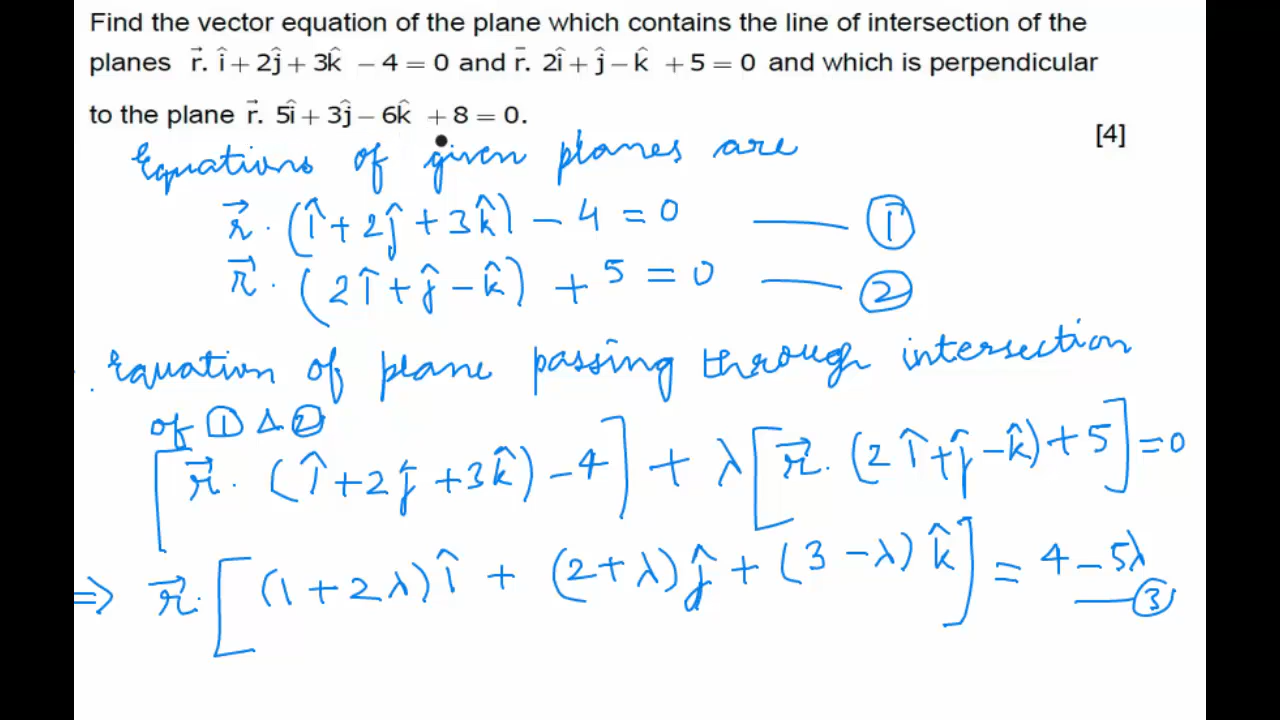 Find the vector equation of the plane which contains the line of intersection of the
planes r⃗. î + 2ĵ + 3k̂ − 4 = 0 and r̄. 2î + ĵ − k̂ + 5 = 0 and which is perpendicular
to the plane r⃗. 5î + 3ĵ − 6k̂ + 8 = 0.
[4]
Equations of given planes are
r⃗. (î + 2ĵ + 3k̂) − 4 = 0 —— ①
r⃗. (2î + ĵ − k̂) + 5 = 0 —— ②
Equation of plane passing through intersection
of ① & ②
[r⃗. (î + 2ĵ + 3k̂) − 4] + λ[r⃗. (2î + ĵ − k̂) + 5] = 0
⇒ r⃗. [(1 + 2λ)î + (2 + λ)ĵ + (3 − λ)k̂] = 4 − 5λ
—— ③